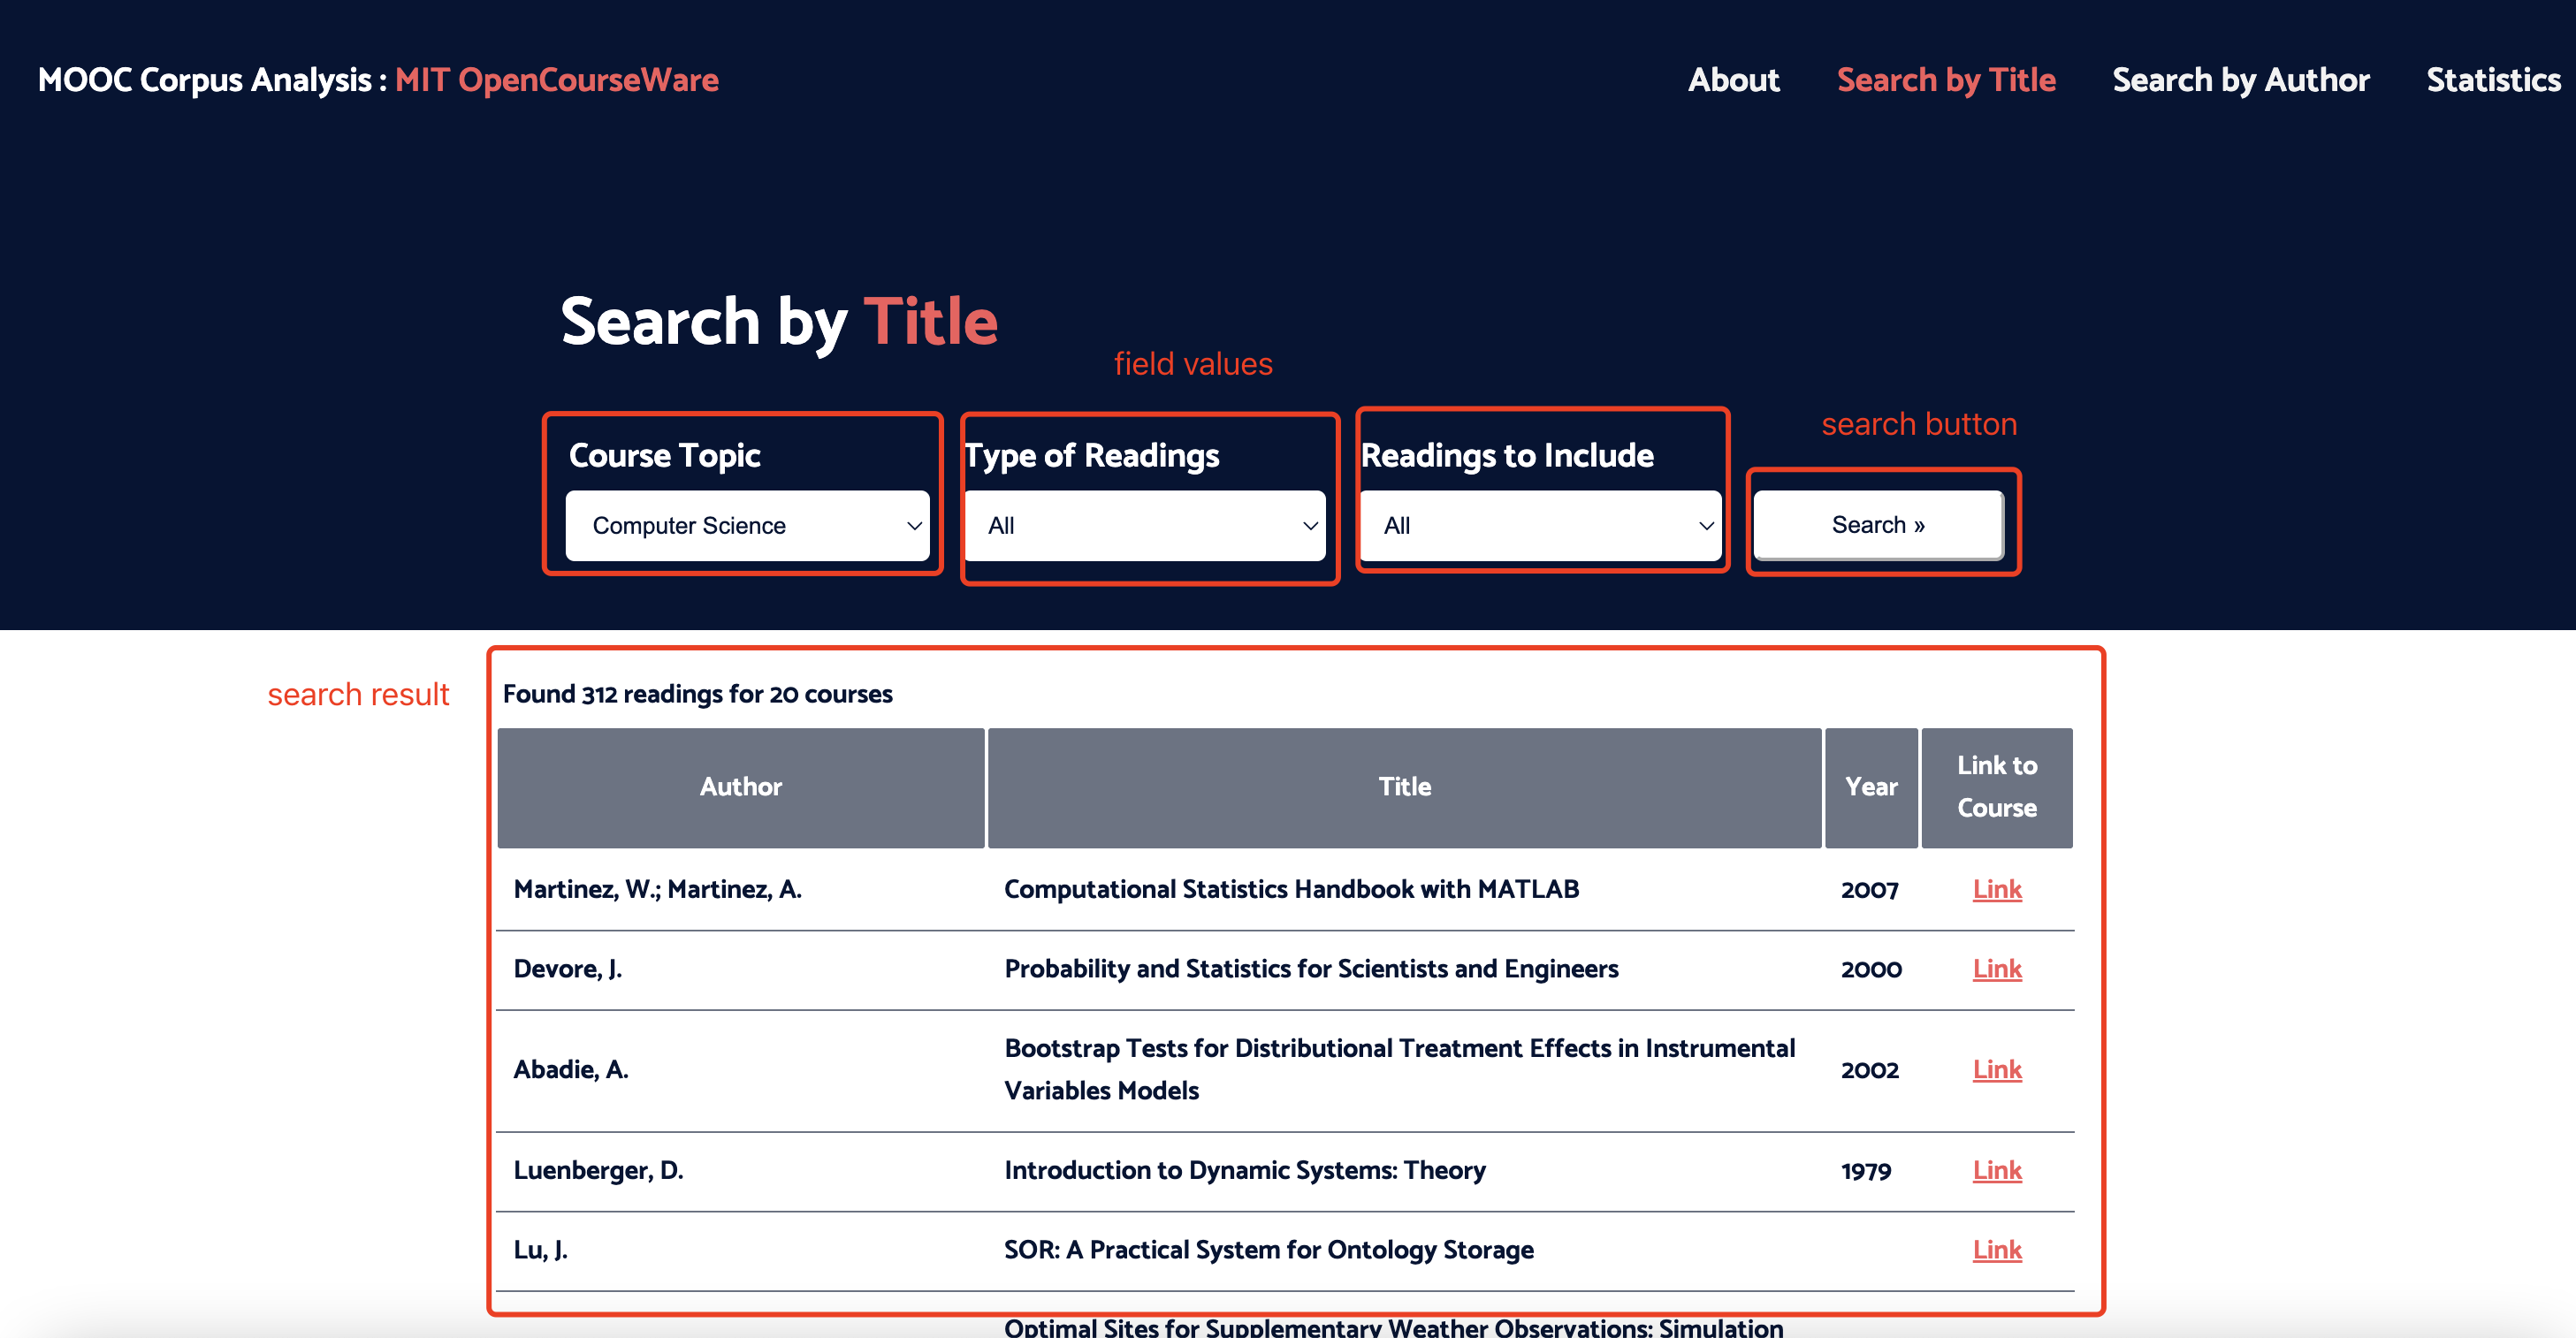 MOOC Corpus Analysis : MIT OpenCourseWare
About
Search by Title
Search by Author
Statistics
Search by Title
field values
search button
Course Topic
Type of Readings
Readings to Include
Computer Science
All
All
Search »
search result
Found 312 readings for 20 courses
Author
Title
Year
Link to
Course
Martinez, W.; Martinez, A.
Computational Statistics Handbook with MATLAB
2007
Link
Devore, J.
Probability and Statistics for Scientists and Engineers
2000
Link
Abadie, A.
Bootstrap Tests for Distributional Treatment Effects in Instrumental
Variables Models
2002
Link
Luenberger, D.
Introduction to Dynamic Systems: Theory
1979
Link
Lu, J.
SOR: A Practical System for Ontology Storage
Link
Optimal Sites for Supplementary Weather Observations: Simulation